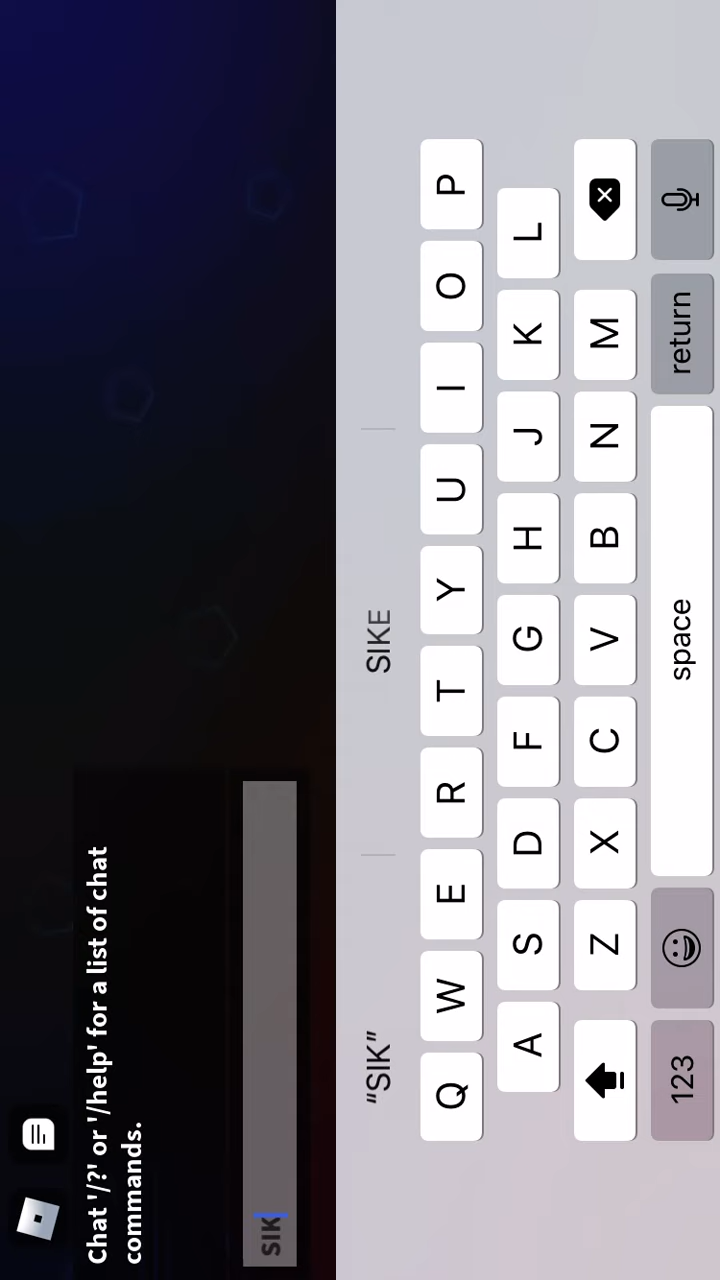 Chat '/?' or '/help' for a list of chat
commands.
SIK
"SIK" SIKE
Q W E R T Y U I O P
A S D F G H J K L
Z X C V B N M
123 space return